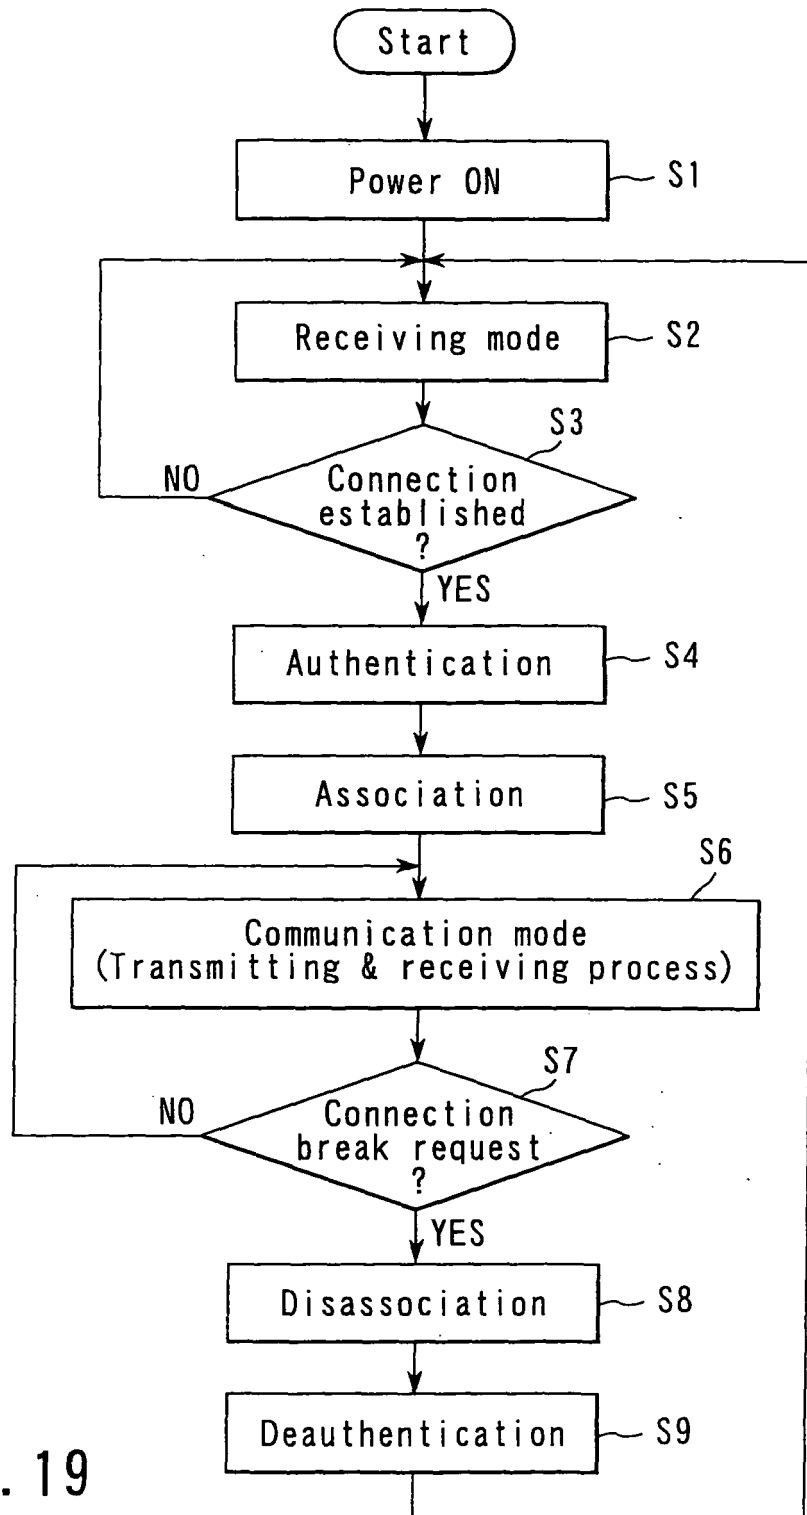 Start
Power ON
S1
Receiving mode
S2
S3
Connection
established
?
NO
YES
Authentication
S4
Association
S5
S6
Communication mode
(Transmitting & receiving process)
S7
Connection
break request
?
NO
YES
Disassociation
S8
Deauthentication
S9
. 19